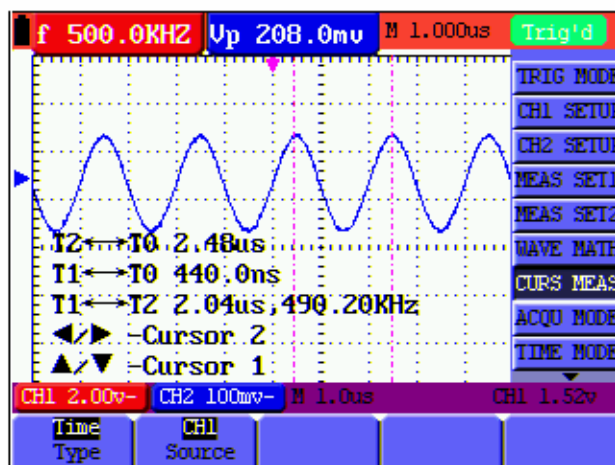 f 500.0KHZ Vp 208.0mv M 1.000us Trig'd
TRIG MODE
CH1 SETUP
CH2 SETUP
MEAS SET1
MEAS SET2
WAVE MATH
CURS MEAS
ACQU MODE
TIME MODE
T2←→T0 2.48us
T1←→T0 440.0ns
T1←→T2 2.04us,490.20KHz
◀/▶ -Cursor 2
▲/▼ -Cursor 1
CH1 2.00v- CH2 100mv- M 1.0us CH1 1.52v
Time CH1
Type Source